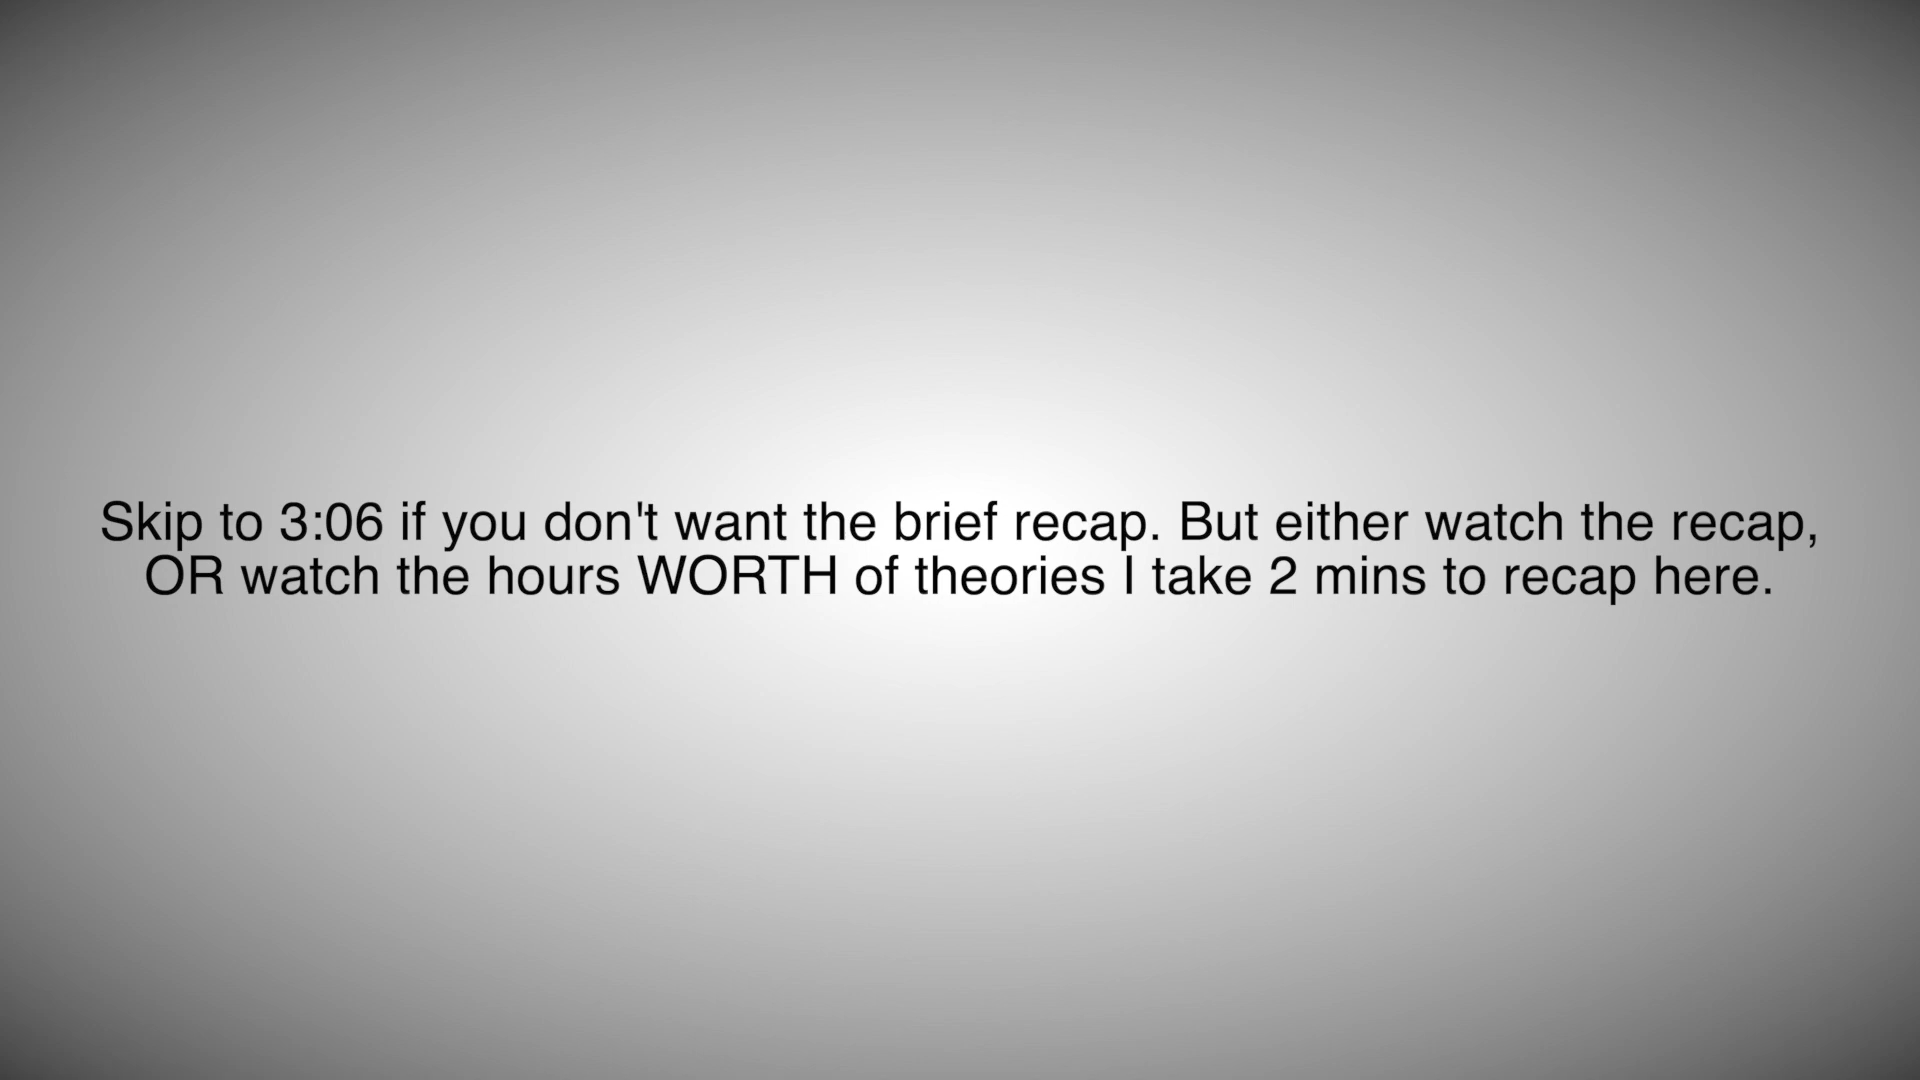 Skip to 3:06 if you don't want the brief recap. But either watch the recap,
OR watch the hours WORTH of theories I take 2 mins to recap here.